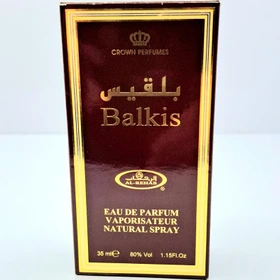 CROWN PERFUMES
بلقيس
Balkis
الرحاب
AL-REHAB
EAU DE PARFUM
VAPORISATEUR
NATURAL SPRAY
35 ml e 80% Vol 1.15Fl.Oz